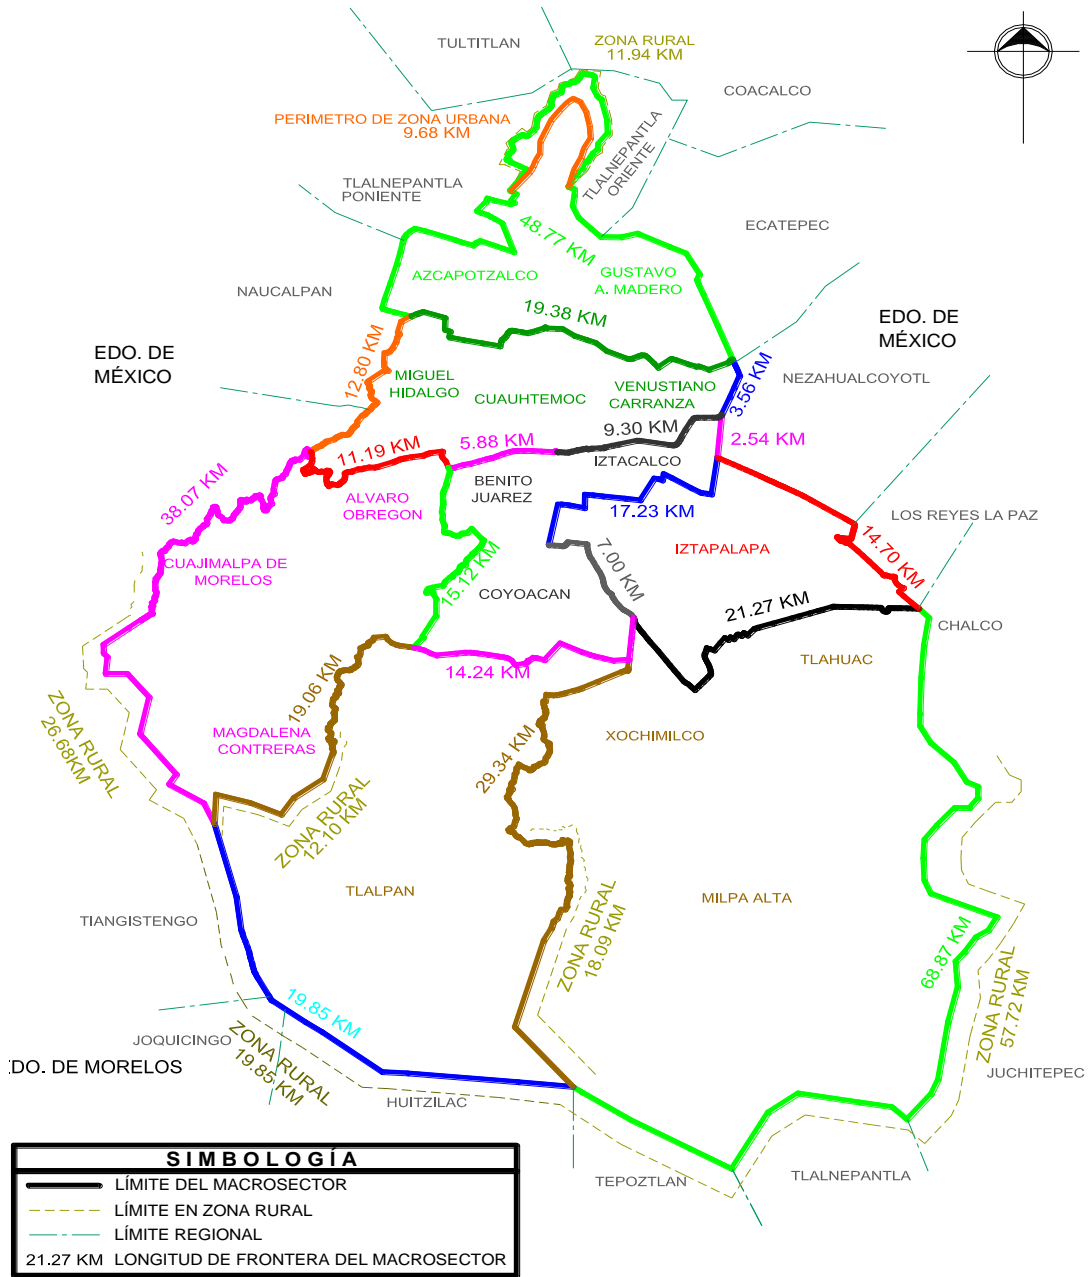 TULTITLAN
ZONA RURAL
11.94 KM
COACALCO
PERIMETRO DE ZONA URBANA
9.68 KM
TLALNEPANTLA
ORIENTE
TLALNEPANTLA
PONIENTE
ECATEPEC
48.77 KM
AZCAPOTZALCO
GUSTAVO
A. MADERO
NAUCALPAN
19.38 KM
EDO. DE
MÉXICO
EDO. DE
MÉXICO
12.80 KM
MIGUEL
HIDALGO
CUAUHTEMOC
VENUSTIANO
CARRANZA
3.56 KM
NEZAHUALCOYOTL
9.30 KM
2.54 KM
5.88 KM
11.19 KM
IZTACALCO
BENITO
JUAREZ
38.07 KM
ALVARO
OBREGON
17.23 KM
LOS REYES LA PAZ
IZTAPALAPA
14.70 KM
CUAJIMALPA DE
MORELOS
7.00 KM
15.12 KM
COYOACAN
21.27 KM
CHALCO
TLAHUAC
14.24 KM
19.06 KM
ZONA RURAL
26.68KM
MAGDALENA
CONTRERAS
XOCHIMILCO
29.34 KM
ZONA RURAL
12.10 KM
TLALPAN
MILPA ALTA
TIANGISTENGO
ZONA RURAL
18.09 KM
68.87 KM
ZONA RURAL
57.72 KM
19.85 KM
JOQUICINGO
ZONA RURAL
19.85 KM
DO. DE MORELOS
JUCHITEPEC
HUITZILAC
TEPOZTLAN
TLALNEPANTLA
SIMBOLOGÍA
LÍMITE DEL MACROSECTOR
LÍMITE EN ZONA RURAL
LÍMITE REGIONAL
21.27 KM LONGITUD DE FRONTERA DEL MACROSECTOR